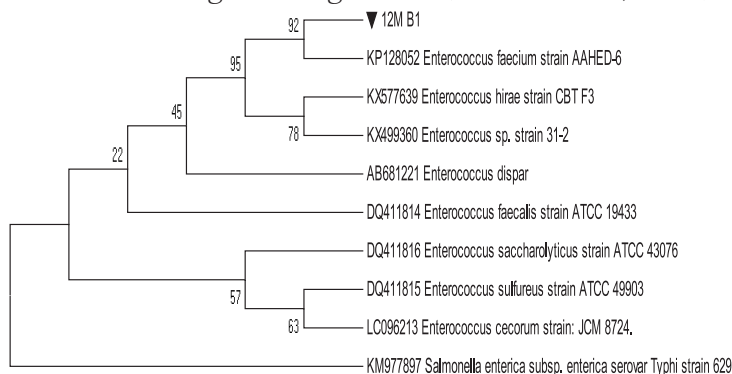 92
▼ 12M B1
KP128052 Enterococcus faecium strain AAHED-6
95
KX577639 Enterococcus hirae strain CBT F3
45
78
KX499360 Enterococcus sp. strain 31-2
22
AB681221 Enterococcus dispar
DQ411814 Enterococcus faecalis strain ATCC 19433
DQ411816 Enterococcus saccharolyticus strain ATCC 43076
57
DQ411815 Enterococcus sulfureus strain ATCC 49903
63
LC096213 Enterococcus cecorum strain: JCM 8724.
KM977897 Salmonella enterica subsp. enterica serovar Typhi strain 629